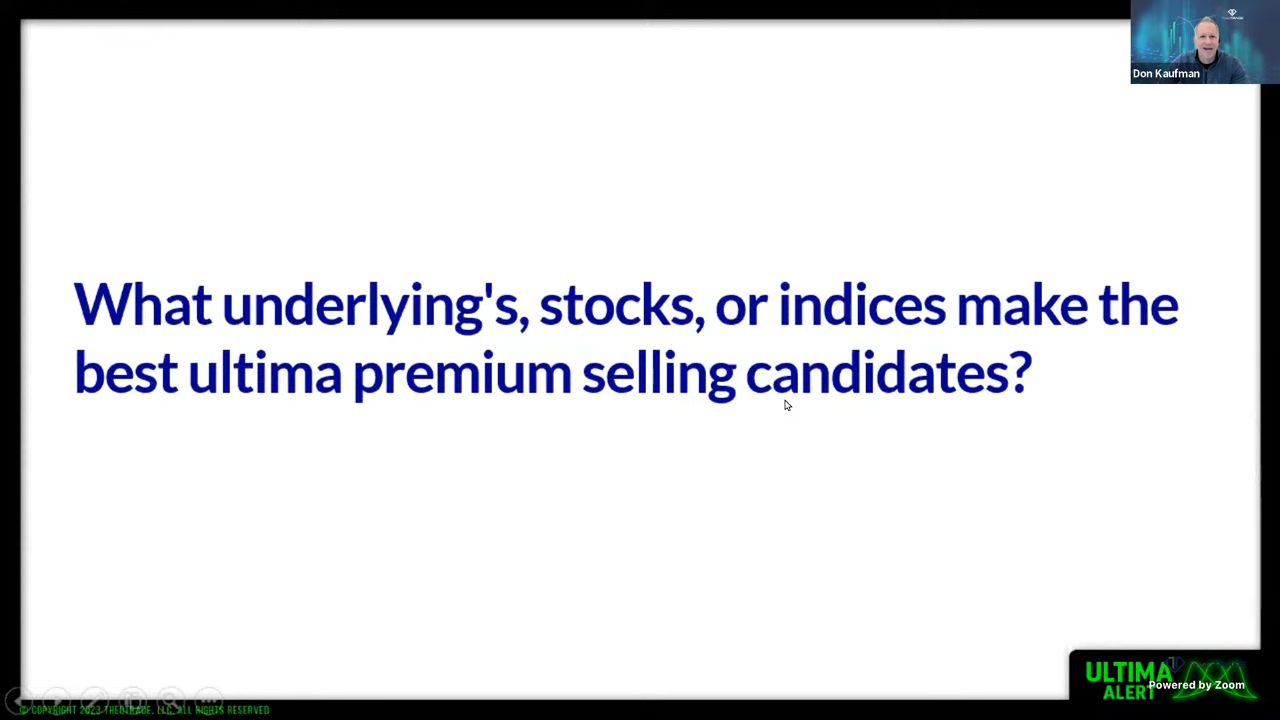 Don Kaufman
What underlying's, stocks, or indices make the
best ultima premium selling candidates?
ULTIMA
ALERT
Powered by Zoom
© COPYRIGHT 2023 THEOTRADE, LLC. ALL RIGHTS RESERVED